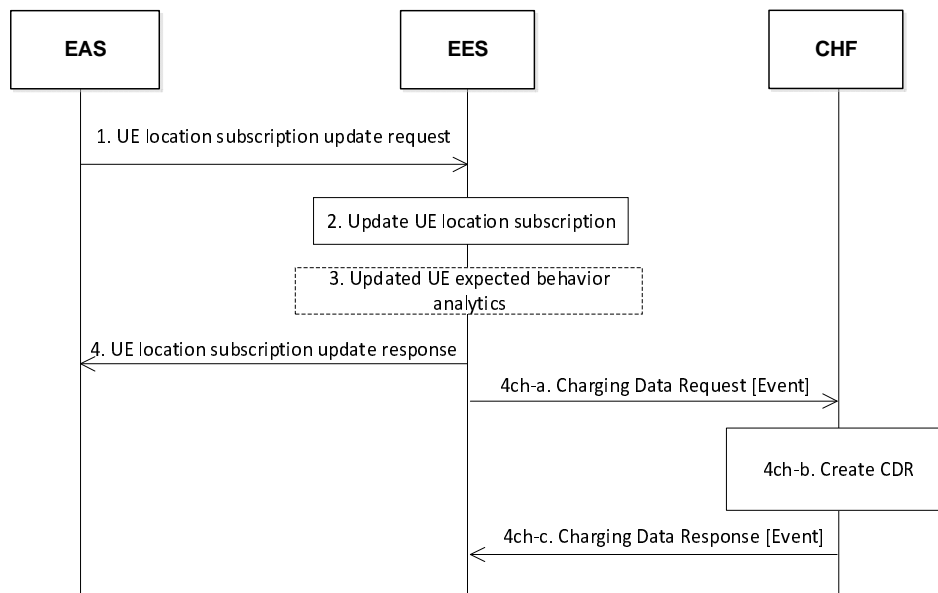 EAS
EES
CHF
1. UE location subscription update request
2. Update UE location subscription
3. Updated UE expected behavior
analytics
4. UE location subscription update response
4ch-a. Charging Data Request [Event]
4ch-b. Create CDR
4ch-c. Charging Data Response [Event]